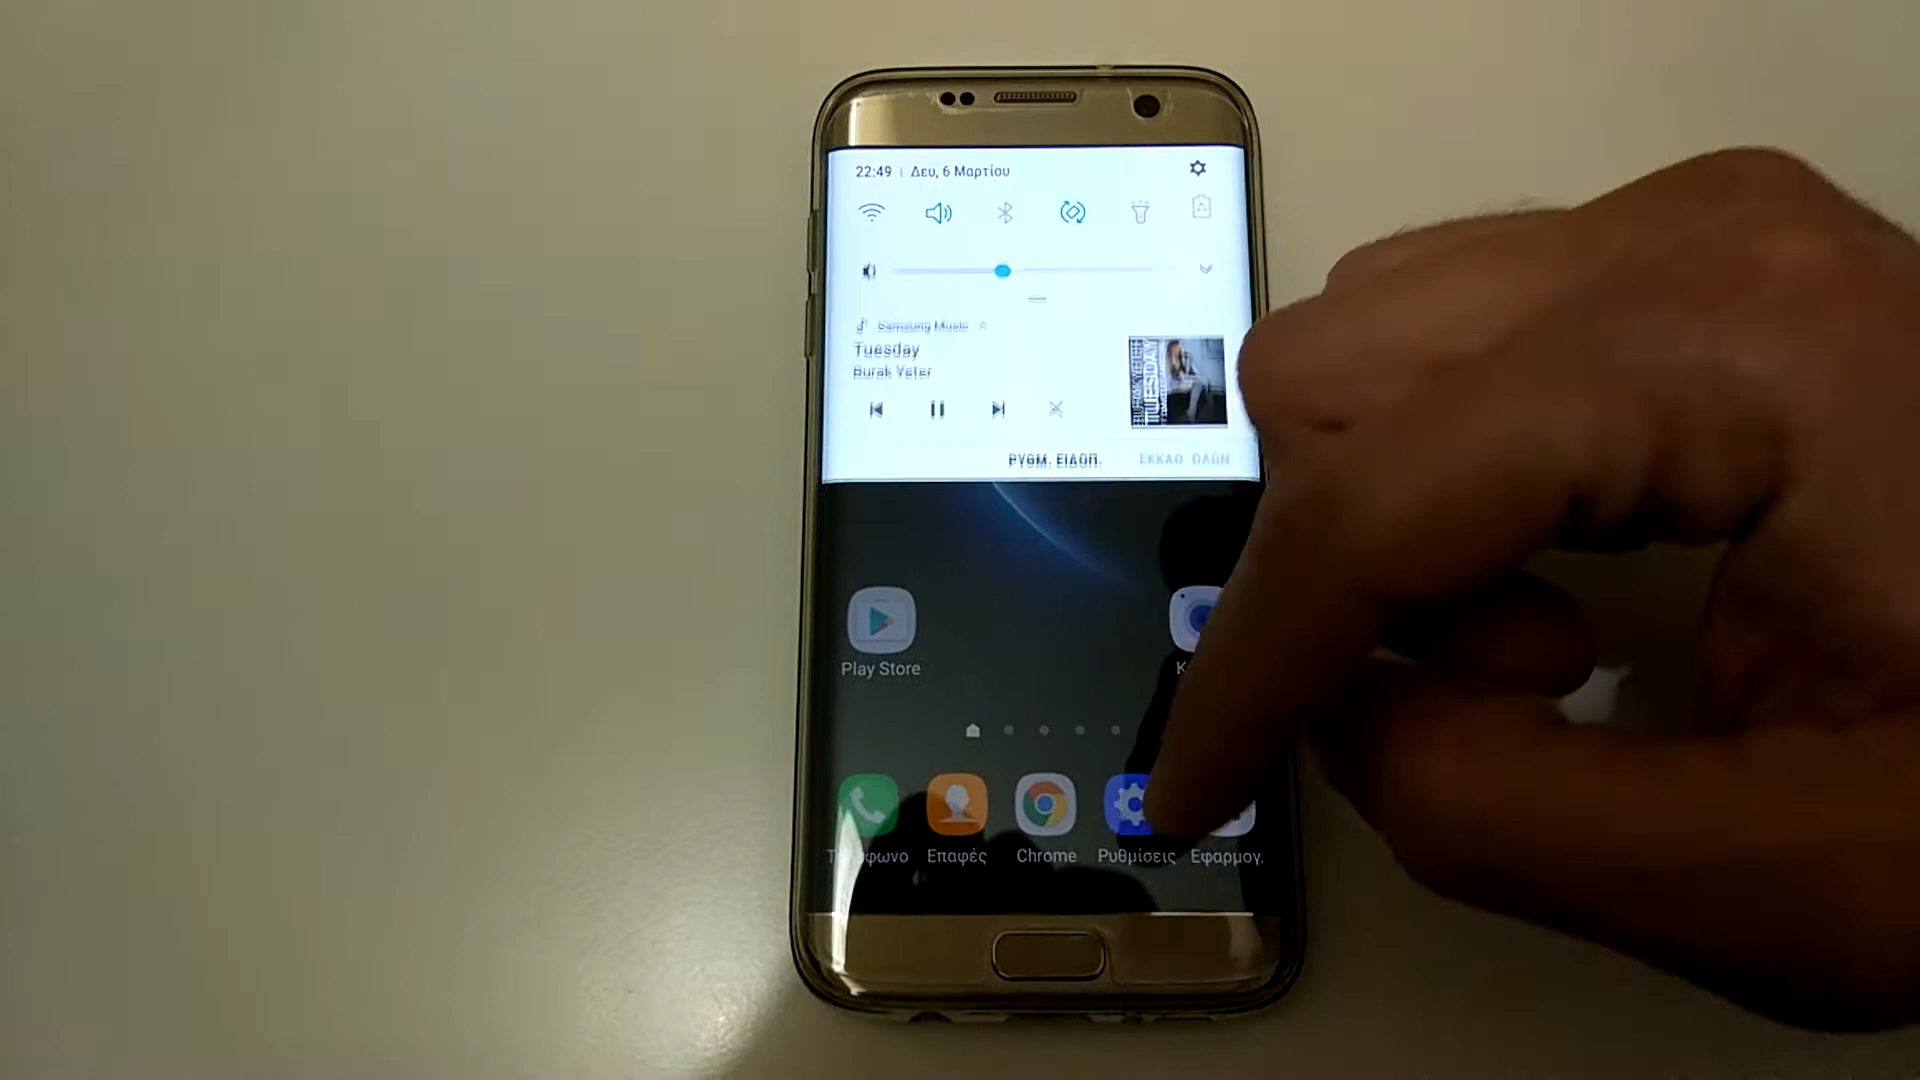 22:49 | Δευ, 6 Μαρτίου
Samsung Music
Tuesday
Burak Yeter
TUESDAY
ΡΥΘΜ. ΕΙΔΟΠ. ΕΚΚΑΘ. ΟΛΩΝ
Play Store
Επαφές
Chrome
Ρυθμίσεις
Εφαρμογ.